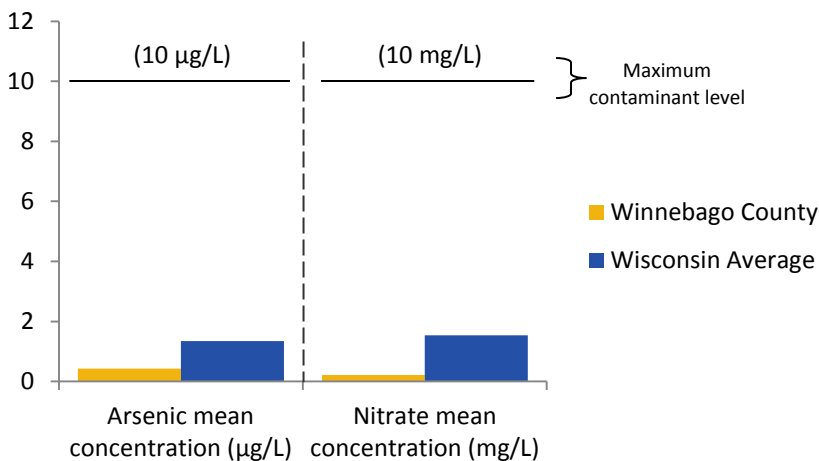 12
10
8
6
4
2
0
(10 µg/L)
(10 mg/L)
Maximum
contaminant level
Winnebago County
Wisconsin Average
Arsenic mean
concentration (µg/L)
Nitrate mean
concentration (mg/L)